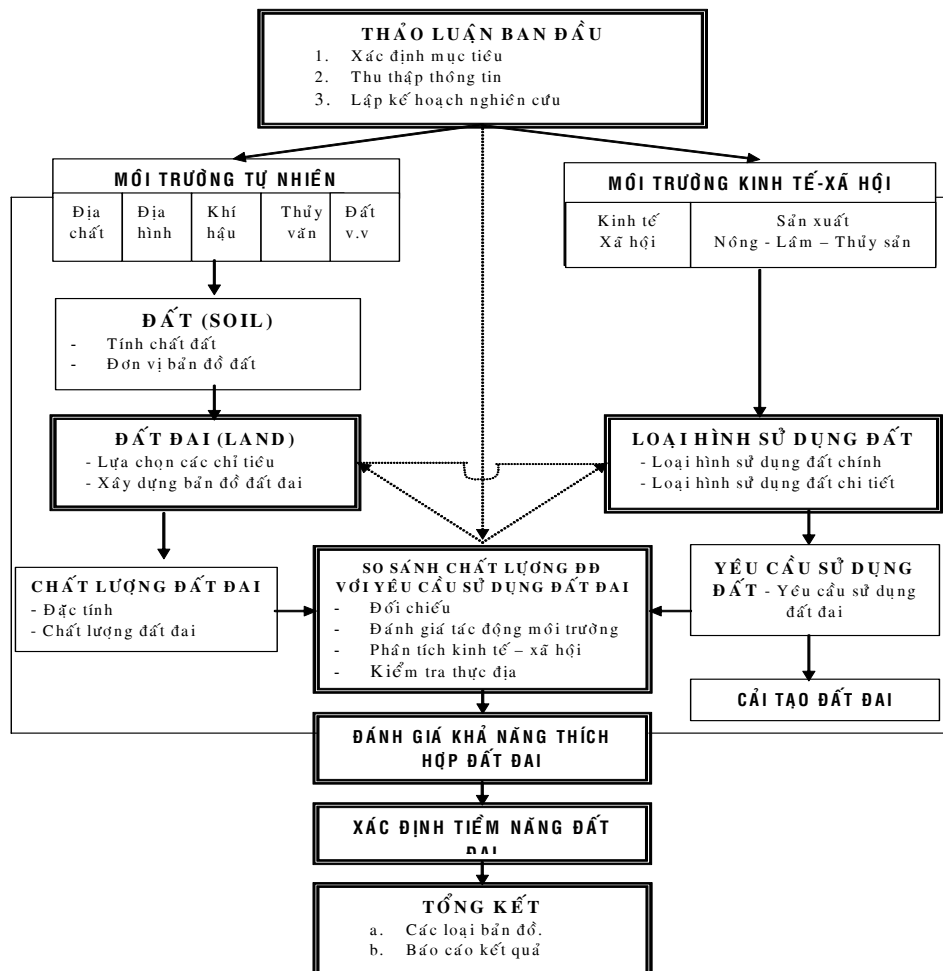 THẢO LUẬN BAN ĐẦU
1. Xác định mục tiêu
2. Thu thập thông tin
3. Lập kế hoạch nghiên cứu
MÔI TRƯỜNG TỰ NHIÊN
Địa chất
Địa hình
Khí hậu
Thủy văn
Đất v.v
MÔI TRƯỜNG KINH TẾ-XÃ HỘI
Kinh tế
Xã hội
Sản xuất
Nông - Lâm – Thủy sản
ĐẤT (SOIL)
- Tính chất đất
- Đơn vị bản đồ đất
ĐẤT ĐAI (LAND)
- Lựa chọn các chỉ tiêu
- Xây dựng bản đồ đất đai
LOẠI HÌNH SỬ DỤNG ĐẤT
- Loại hình sử dụng đất chính
- Loại hình sử dụng đất chi tiết
CHẤT LƯỢNG ĐẤT ĐAI
- Đặc tính
- Chất lượng đất đai
SO SÁNH CHẤT LƯỢNG ĐĐ
VỚI YÊU CẦU SỬ DỤNG ĐẤT ĐAI
- Đối chiếu
- Đánh giá tác động môi trường
- Phân tích kinh tế – xã hội
- Kiểm tra thực địa
YÊU CẦU SỬ DỤNG
ĐẤT - Yêu cầu sử dụng
đất đai
CẢI TẠO ĐẤT ĐAI
ĐÁNH GIÁ KHẢ NĂNG THÍCH
HỢP ĐẤT ĐAI
XÁC ĐỊNH TIỀM NĂNG ĐẤT
ĐAI
TỔNG KẾT
a. Các loại bản đồ.
b. Báo cáo kết quả